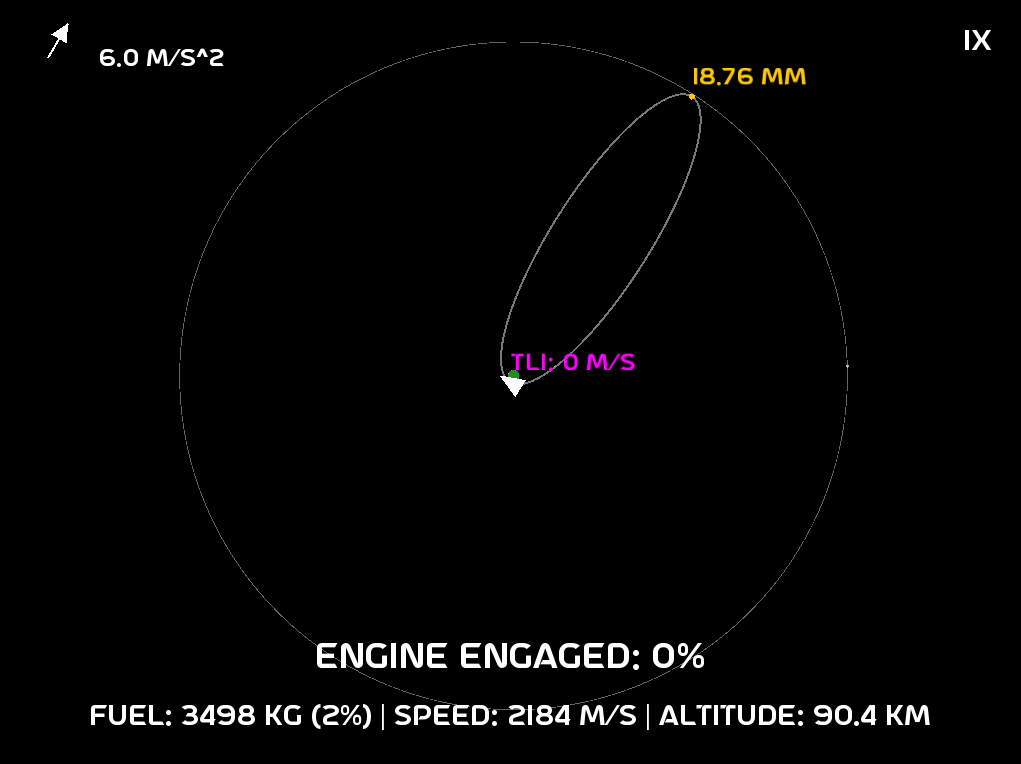 IX
6.0 M/S^2
18.76 MM
TLI: 0 M/S
ENGINE ENGAGED: 0%
FUEL: 3498 KG (2%) | SPEED: 2184 M/S | ALTITUDE: 90.4 KM